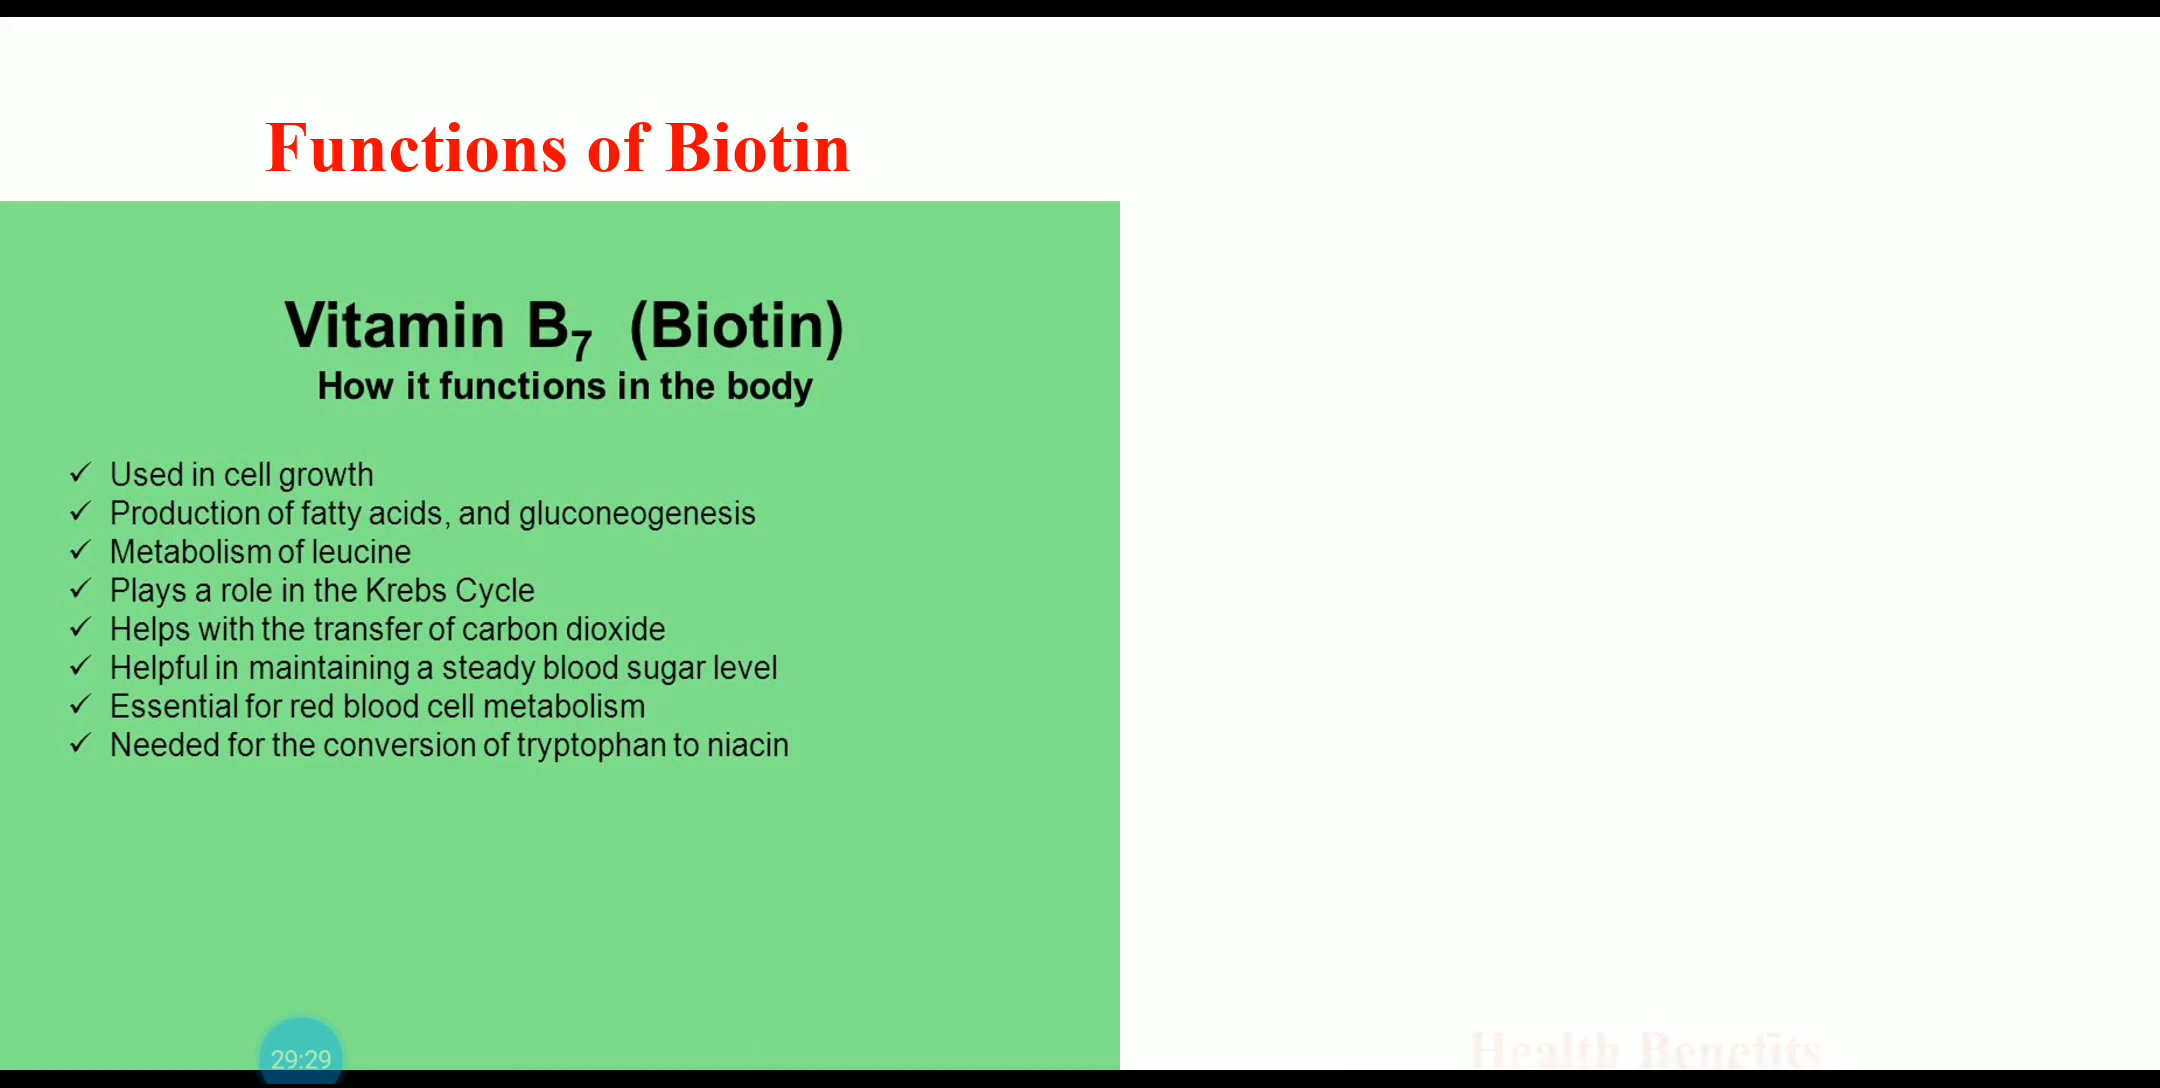 Functions of Biotin
Vitamin B₇ (Biotin)
How it functions in the body
✓ Used in cell growth
✓ Production of fatty acids, and gluconeogenesis
✓ Metabolism of leucine
✓ Plays a role in the Krebs Cycle
✓ Helps with the transfer of carbon dioxide
✓ Helpful in maintaining a steady blood sugar level
✓ Essential for red blood cell metabolism
✓ Needed for the conversion of tryptophan to niacin
29:29
Health Benefits